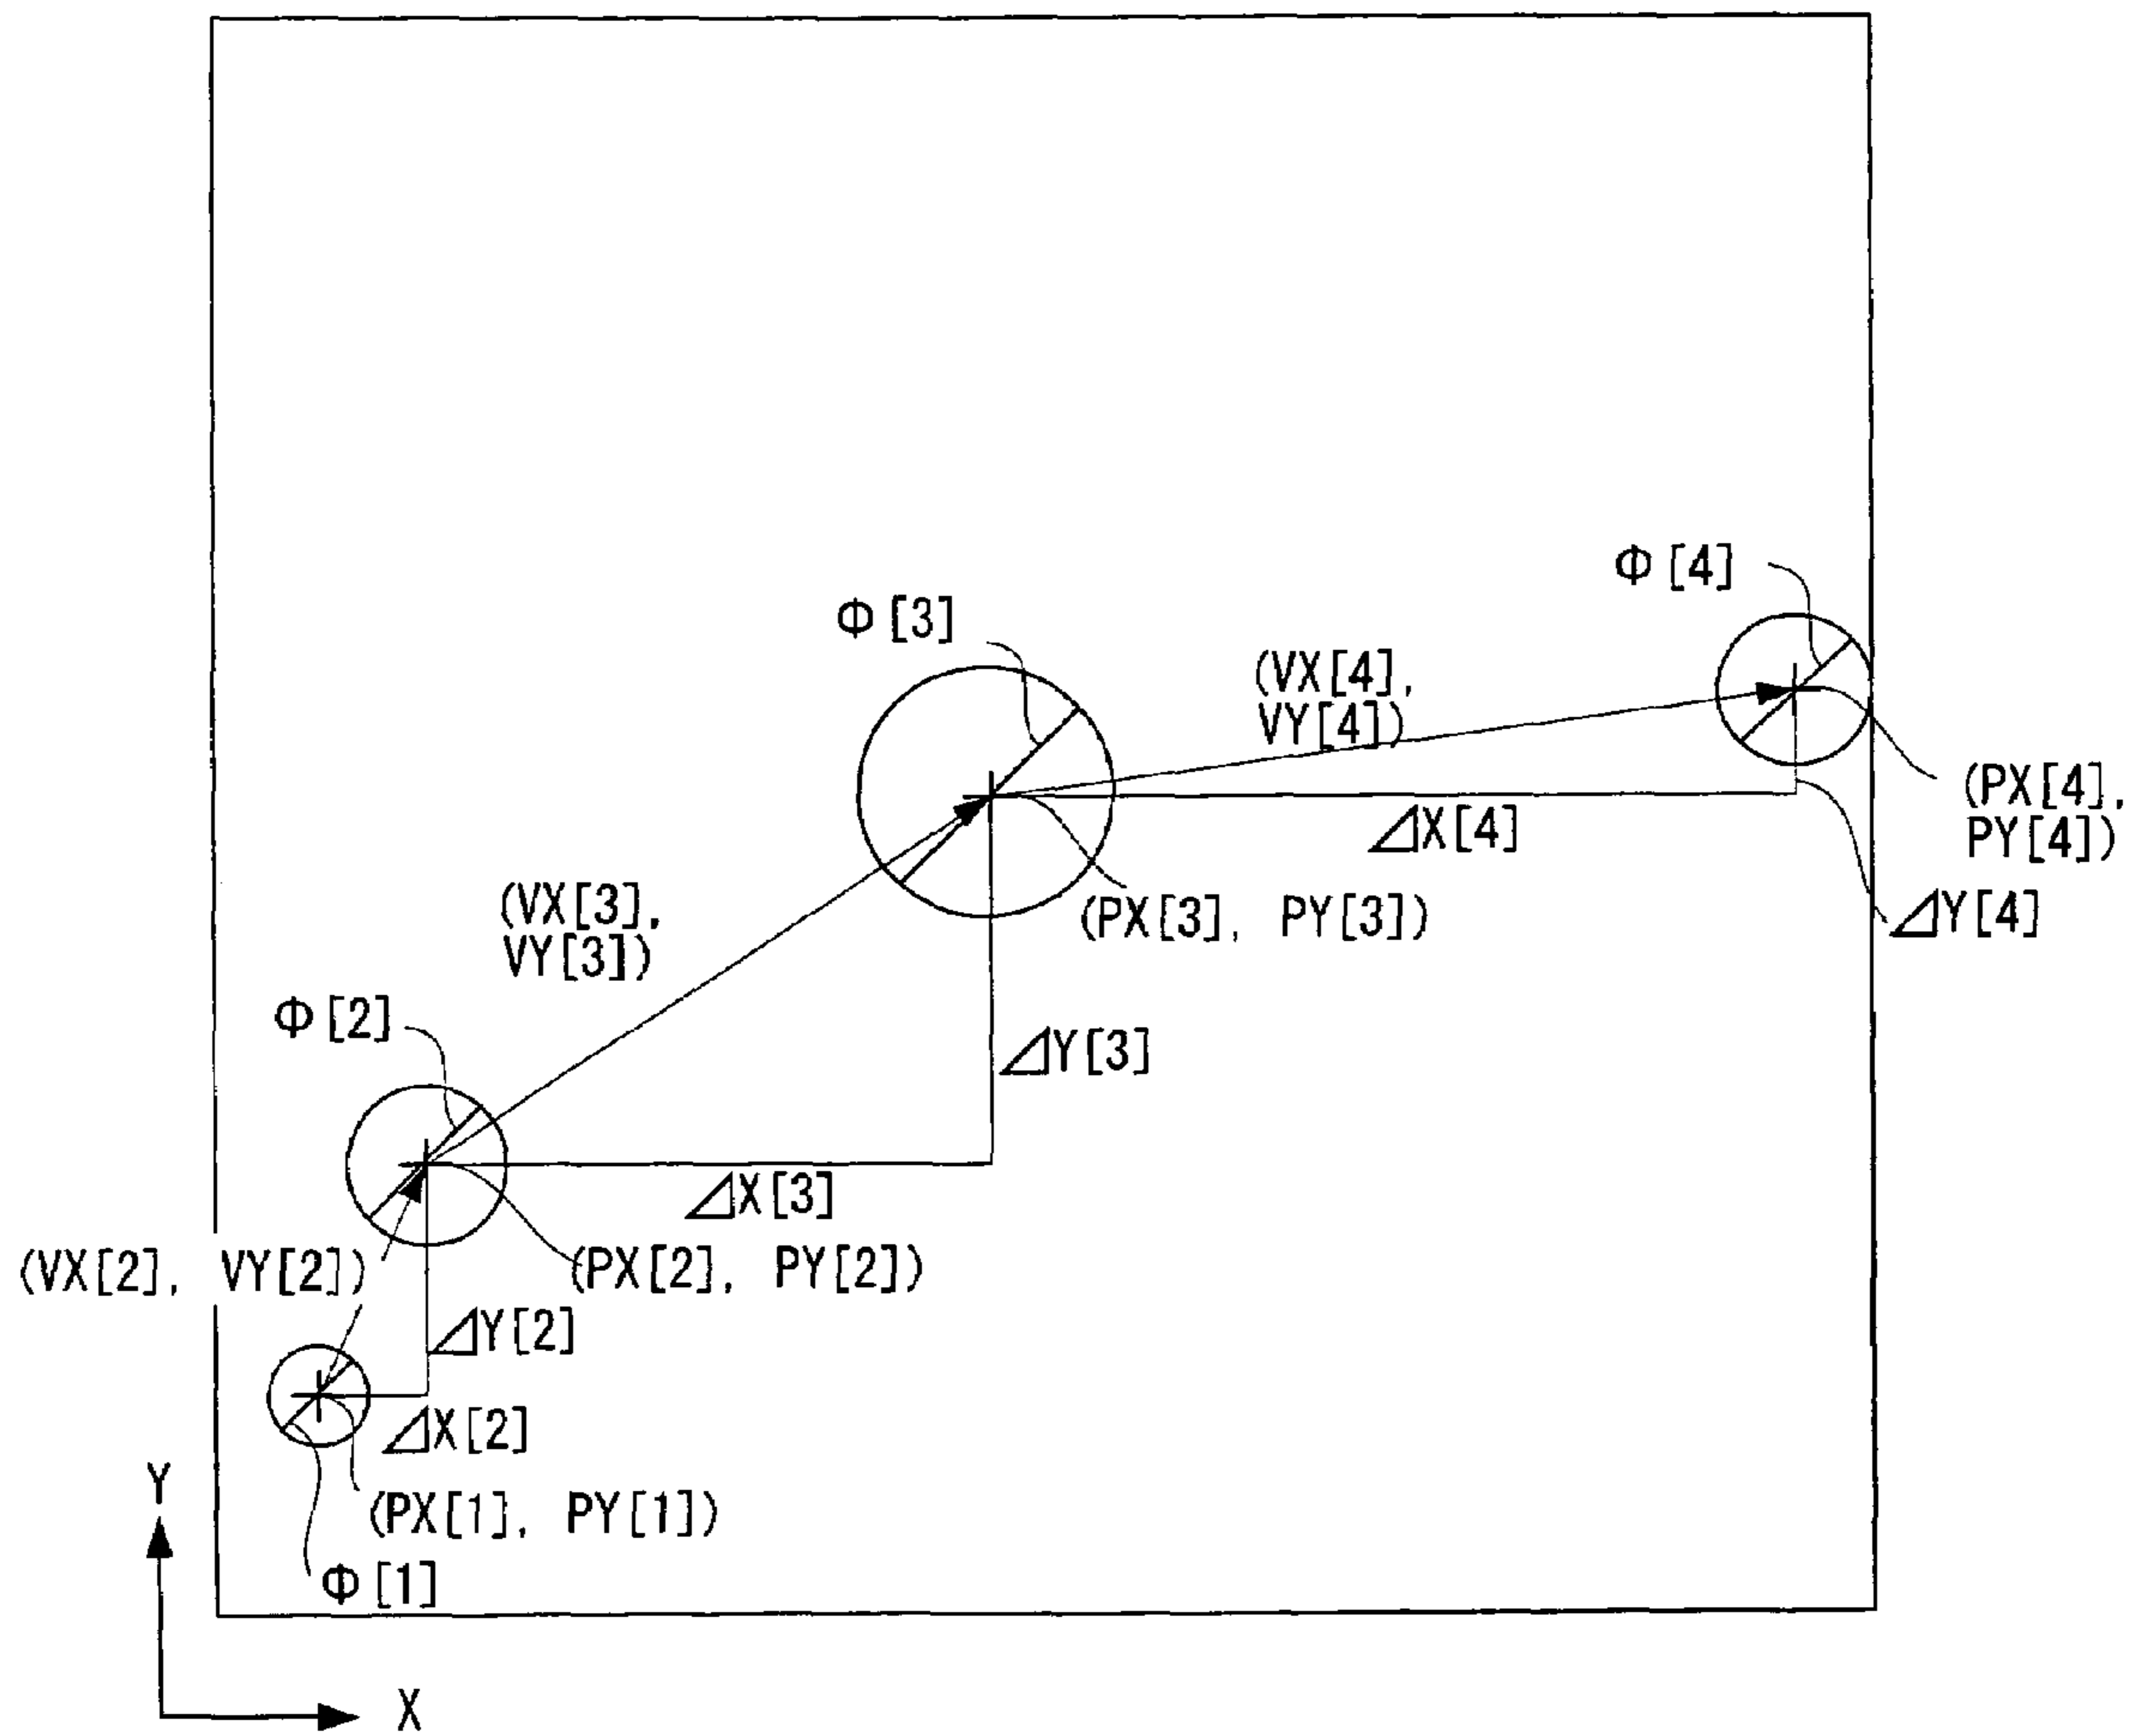 Φ[4]
Φ[3]
(VX[4],
VY[4])
(PX[4],
PY[4])
⊿X[4]
(VX[3],
VY[3])
(PX[3], PY[3])
⊿Y[4]
Φ[2]
⊿Y[3]
⊿X[3]
(VX[2], VY[2])
(PX[2], PY[2])
⊿Y[2]
⊿X[2]
Y
(PX[1], PY[1])
Φ[1]
X